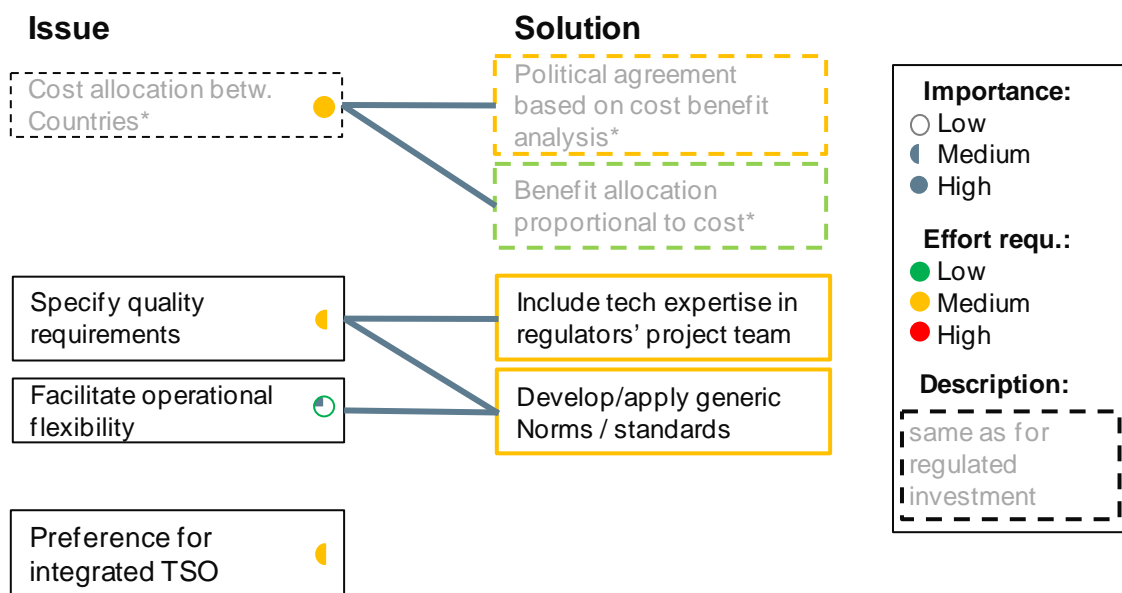 Issue
Solution
Cost allocation betw.
Countries*
Political agreement
based on cost benefit
analysis*
Benefit allocation
proportional to cost*
Specify quality
requirements
Include tech expertise in
regulators’ project team
Facilitate operational
flexibility
Develop/apply generic
Norms / standards
Preference for
integrated TSO
Importance:
Low
Medium
High
Effort requ.:
Low
Medium
High
Description:
same as for
regulated
investment